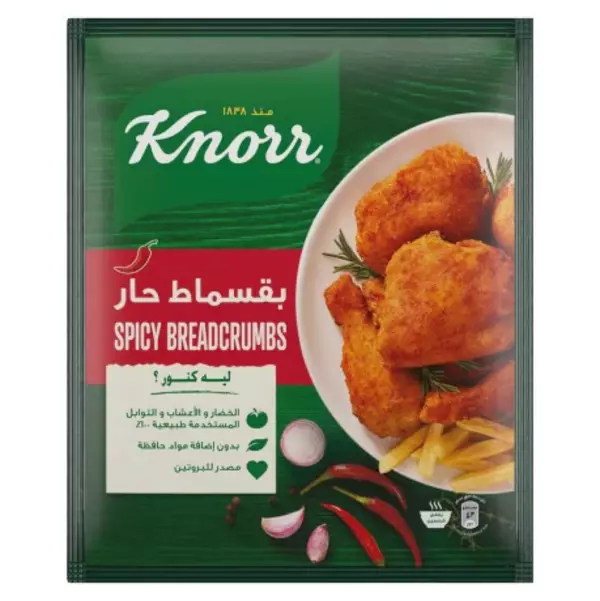 منذ ١٨٣٨
Knorr®
بقسماط حار
SPICY BREADCRUMBS
ليه كنور ؟
الخضار و الأعشاب و التوابل
المستخدمة طبيعية ١٠٠٪
بدون إضافة مواد حافظة
مصدر للبروتين